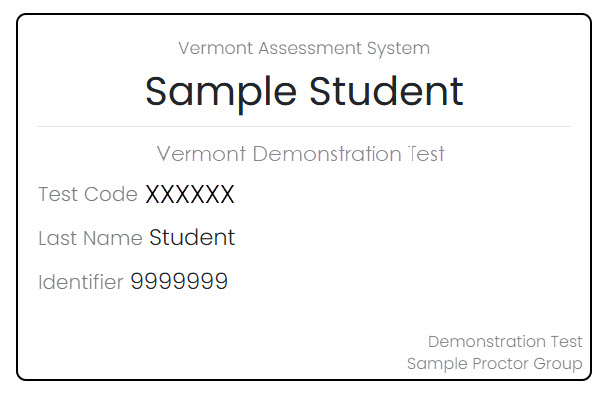 Vermont Assessment System
Sample Student
Vermont Demonstration Test
Test Code XXXXXX
Last Name Student
Identifier 9999999
Demonstration Test
Sample Proctor Group